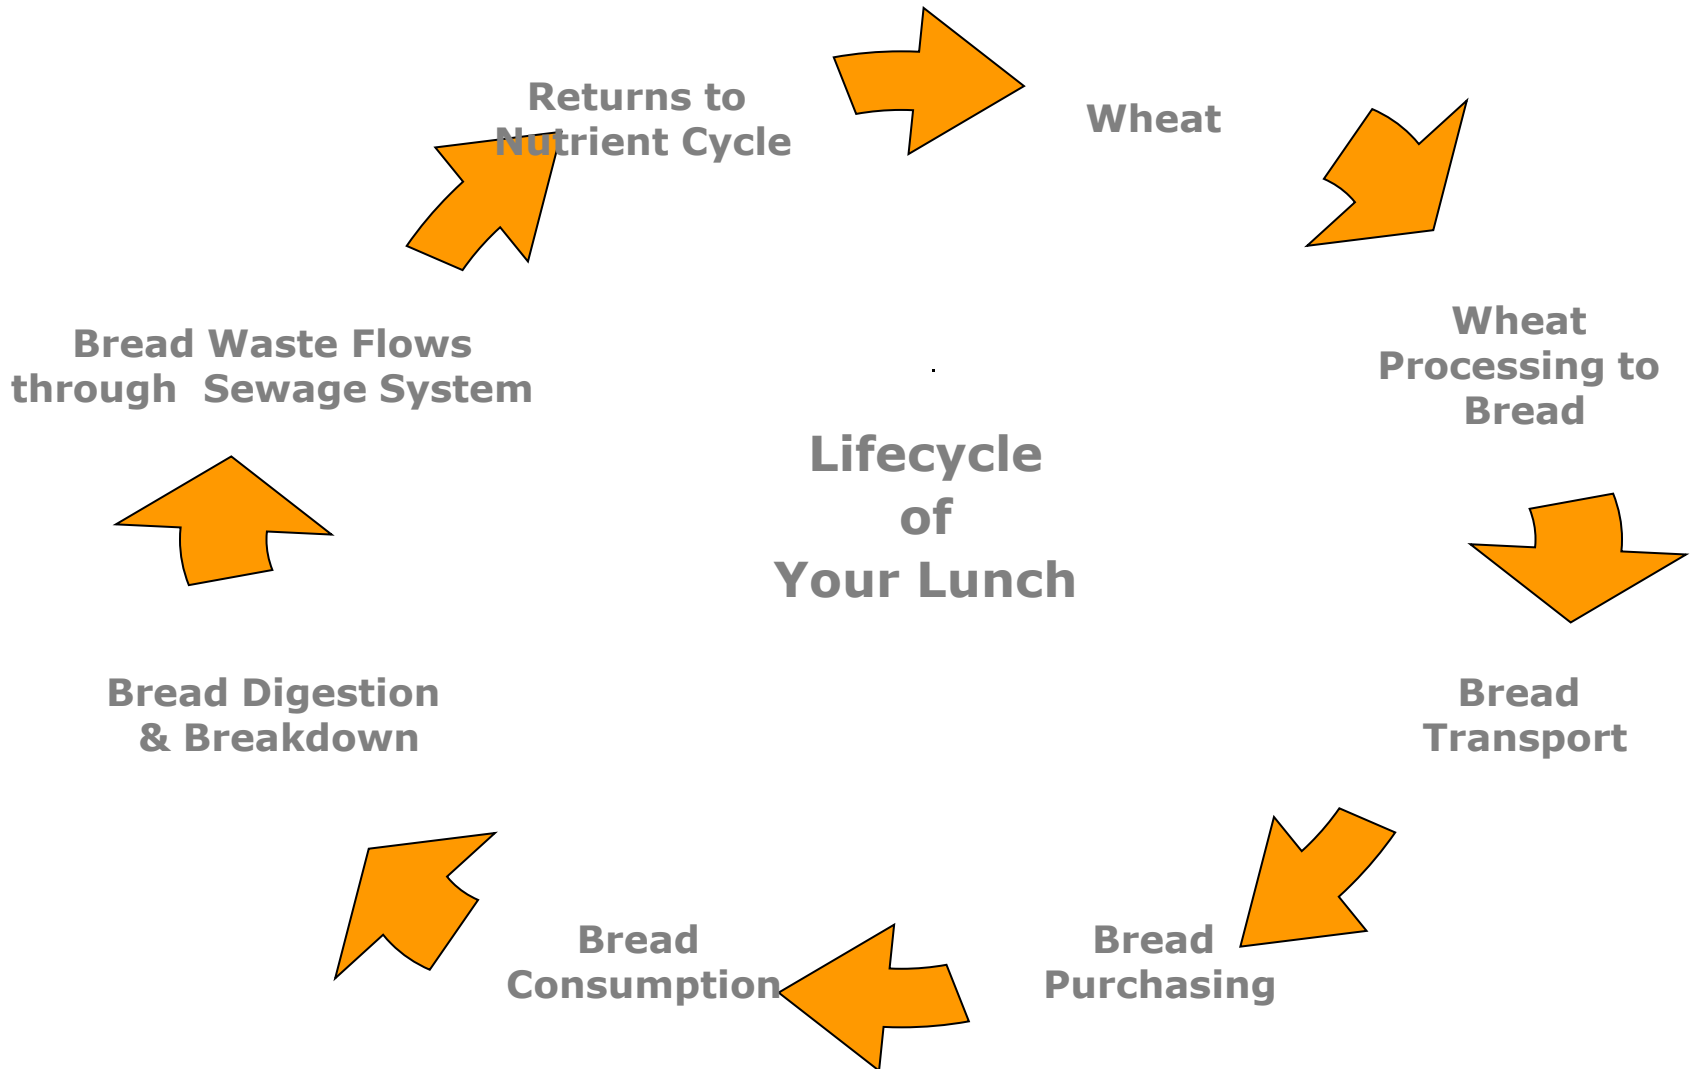 Returns to
Nutrient Cycle
Wheat
Wheat
Processing to
Bread
Bread Waste Flows
through  Sewage System
Lifecycle
of
Your Lunch
Bread Digestion
& Breakdown
Bread
Transport
Bread
Consumption
Bread
Purchasing